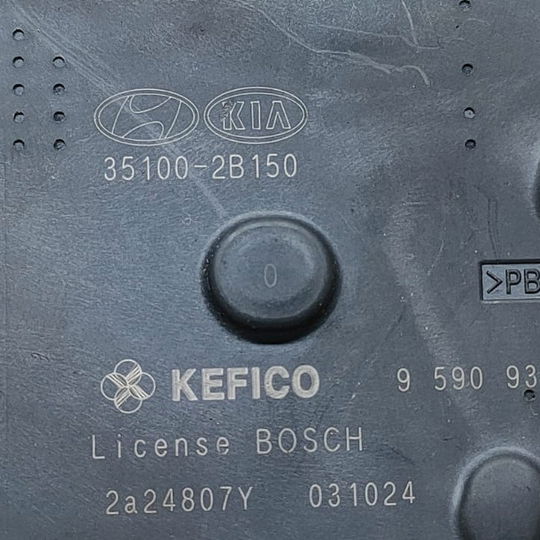 KIA
35100-2B150
0
>PB
KEFICO 9 590 93
License BOSCH
2a24807Y 031024